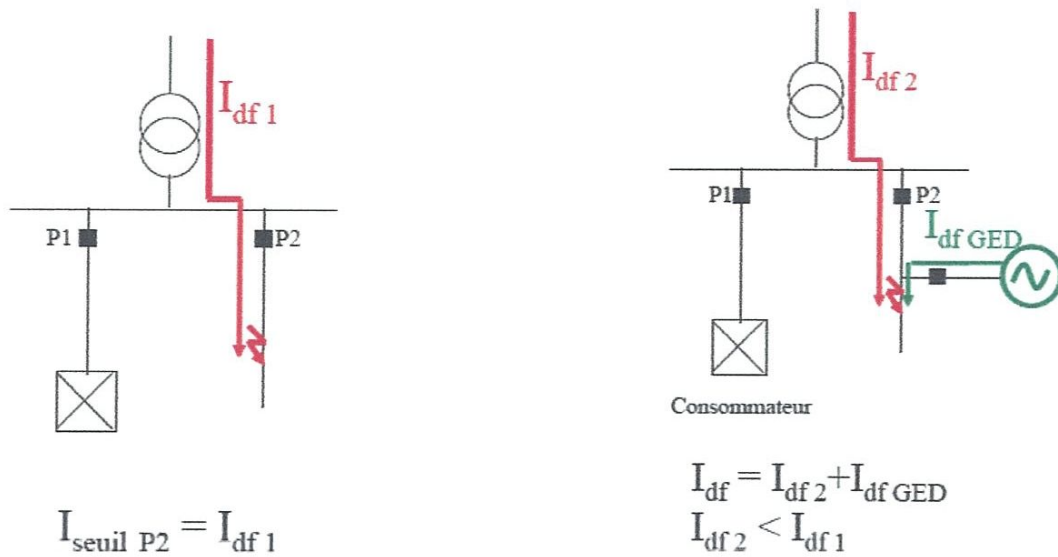 I_df 1
P1
P2
I_seuil P2 = I_df 1
I_df 2
P1
P2
I_df GED
Consommateur
I_df = I_df 2+I_df GED
I_df 2 < I_df 1